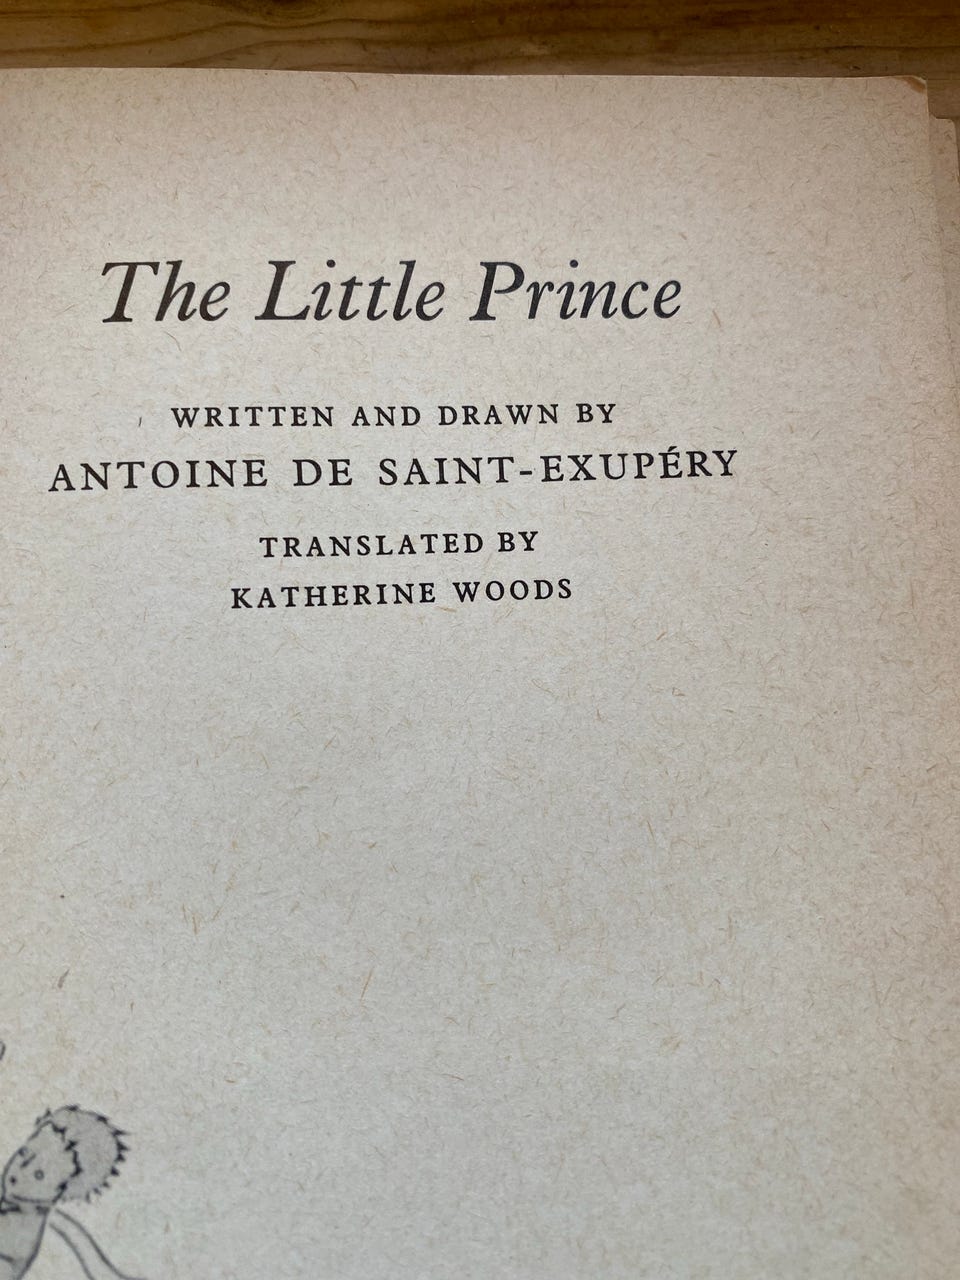 The Little Prince
WRITTEN AND DRAWN BY
ANTOINE DE SAINT-EXUPÉRY
TRANSLATED BY
KATHERINE WOODS